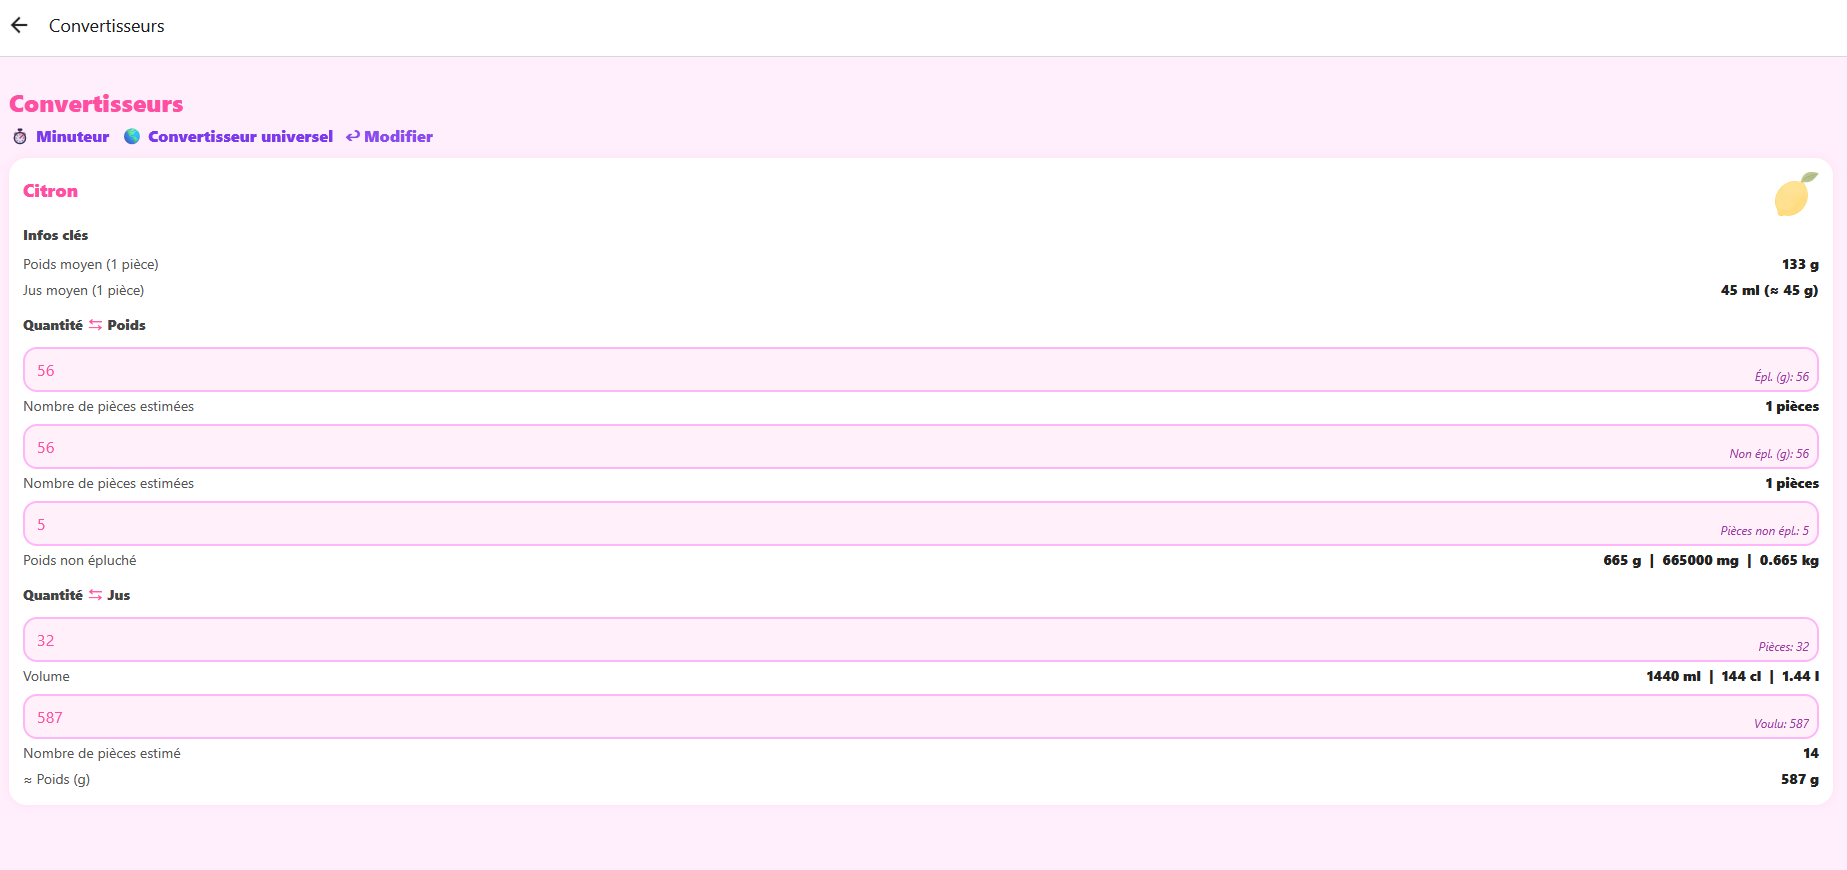 Convertisseurs
Convertisseurs
Minuteur Convertisseur universel ↩ Modifier
Citron
Infos clés
Poids moyen (1 pièce) 133 g
Jus moyen (1 pièce) 45 ml (≈ 45 g)
Quantité ⇆ Poids
56 Épl. (g): 56
Nombre de pièces estimées 1 pièces
56 Non épl. (g): 56
Nombre de pièces estimées 1 pièces
5 Pièces non épl.: 5
Poids non épluché 665 g | 665000 mg | 0.665 kg
Quantité ⇆ Jus
32 Pièces: 32
Volume 1440 ml | 144 cl | 1.44 l
587 Voulu: 587
Nombre de pièces estimé 14
≈ Poids (g) 587 g